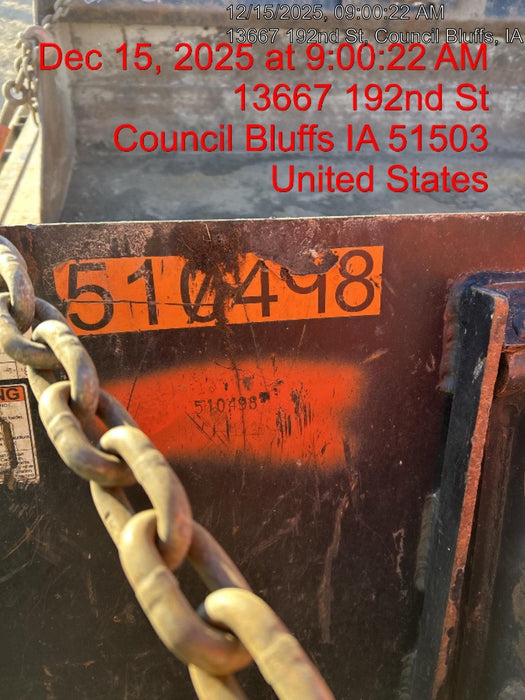 12/15/2025, 09:00:22 AM
13667 192nd St, Council Bluffs, IA
Dec 15, 2025 at 9:00:22 AM
13667 192nd St
Council Bluffs IA 51503
United States
510498
510498
NG